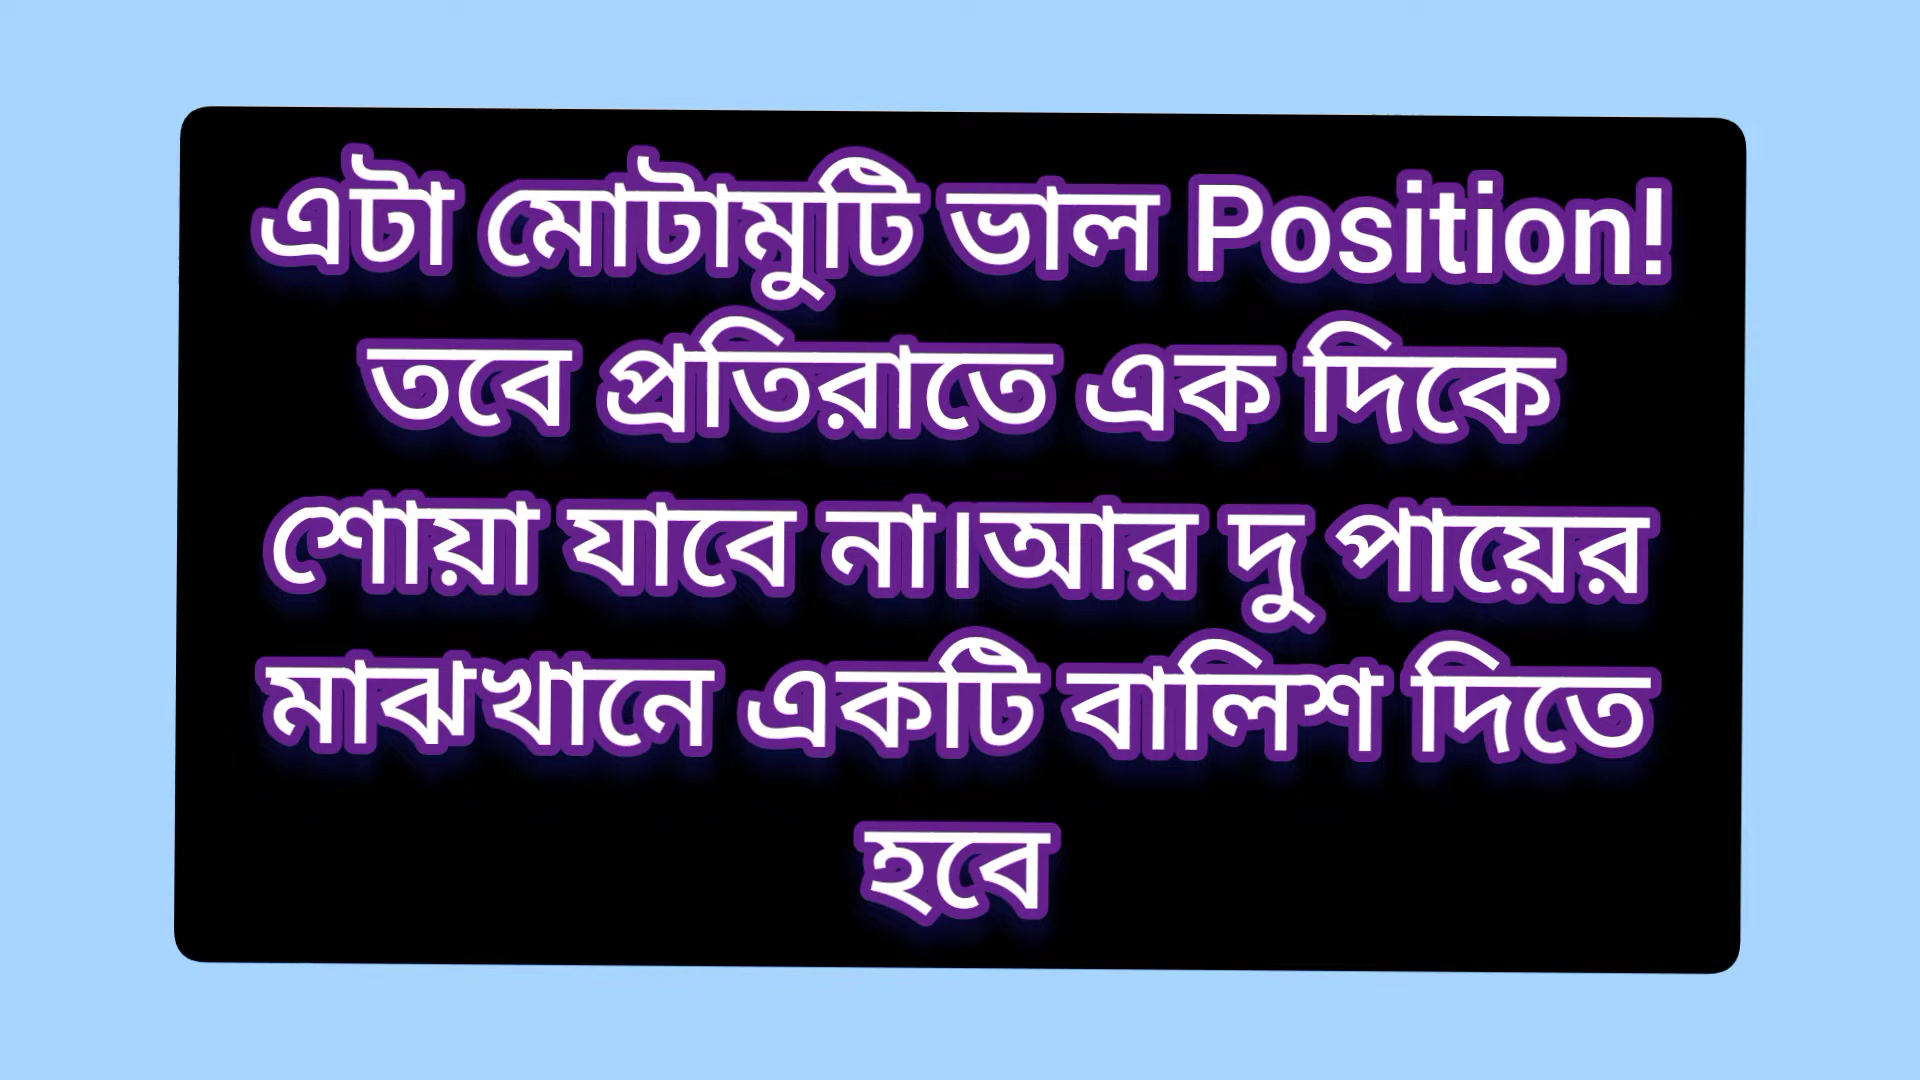 এটা মোটামুটি ভাল Position!
তবে প্রতিরাতে এক দিকে
শোয়া যাবে না।আর দু পায়ের
মাঝখানে একটি বালিশ দিতে
হবে